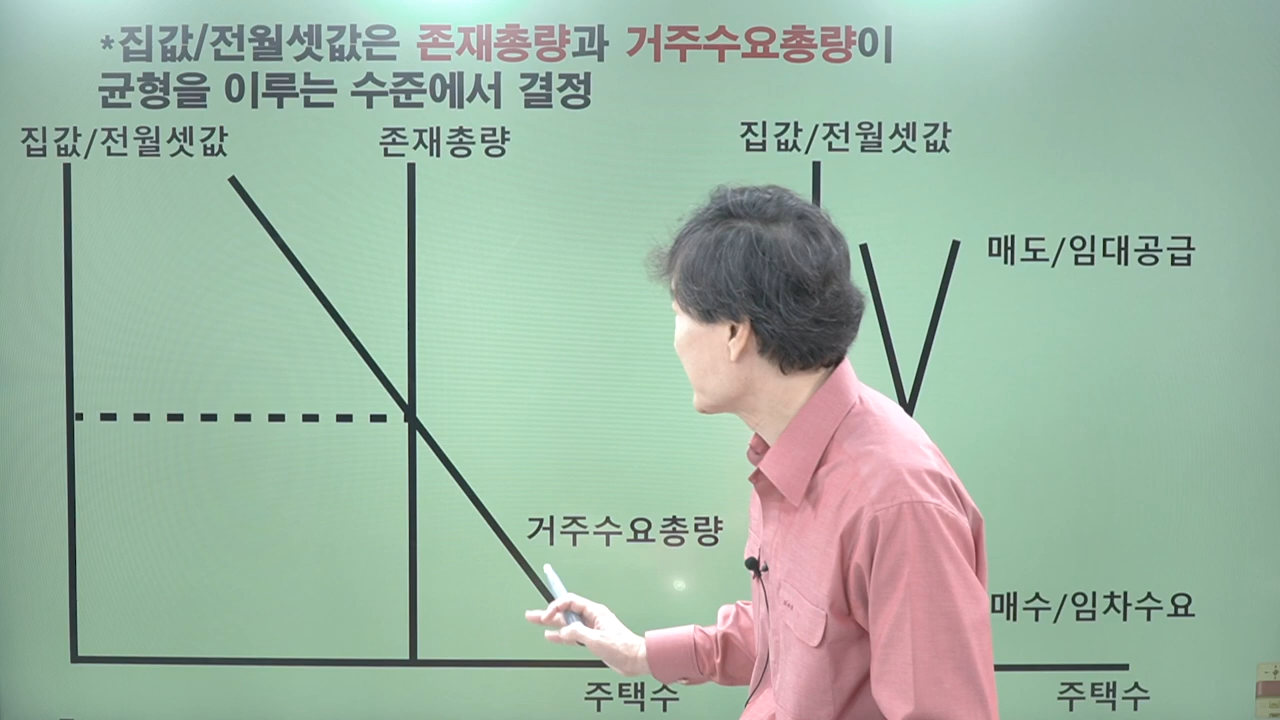 *집값/전월셋값은 존재총량과 거주수요총량이
균형을 이루는 수준에서 결정
집값/전월셋값
존재총량
집값/전월셋값
매도/임대공급
거주수요총량
매수/임차수요
주택수
주택수